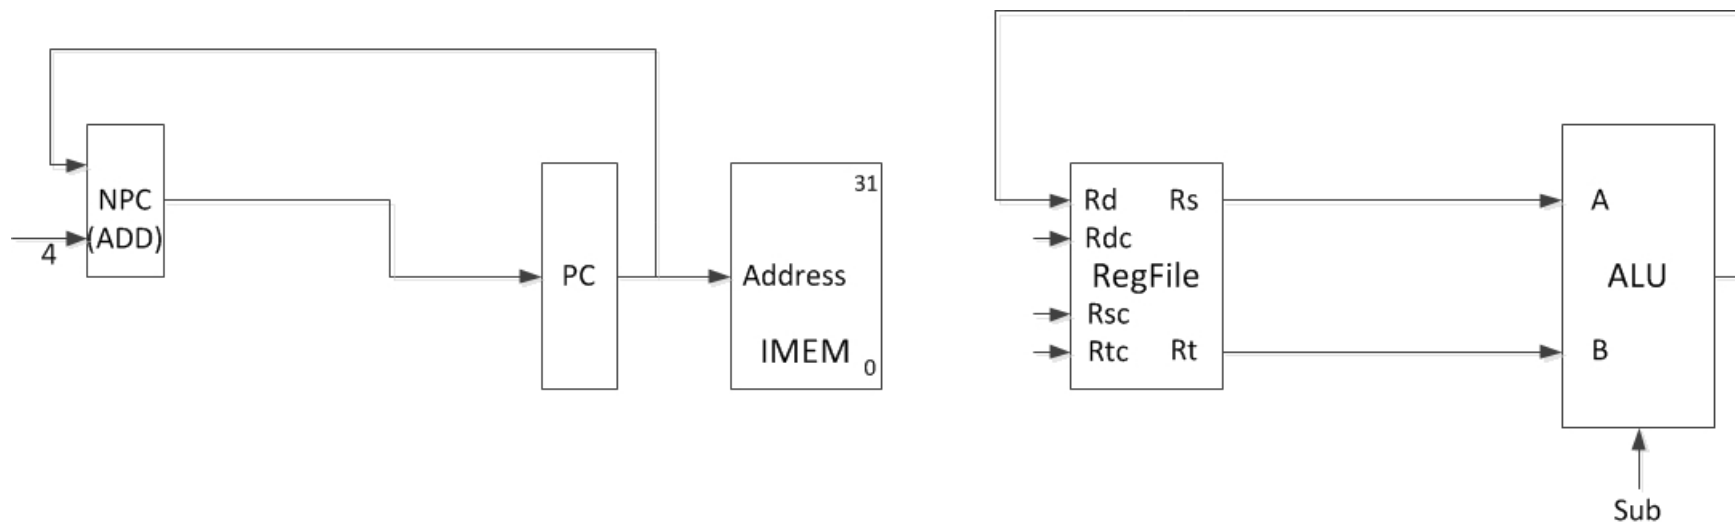 NPC
(ADD)
4
PC
31
Address
IMEM
0
Rd Rs
Rdc
RegFile
Rsc
Rtc Rt
A
ALU
B
Sub